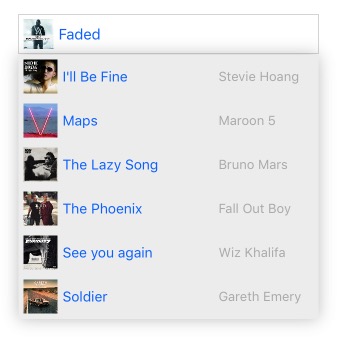 Faded
I'll Be Fine Stevie Hoang
Maps Maroon 5
The Lazy Song Bruno Mars
The Phoenix Fall Out Boy
See you again Wiz Khalifa
Soldier Gareth Emery